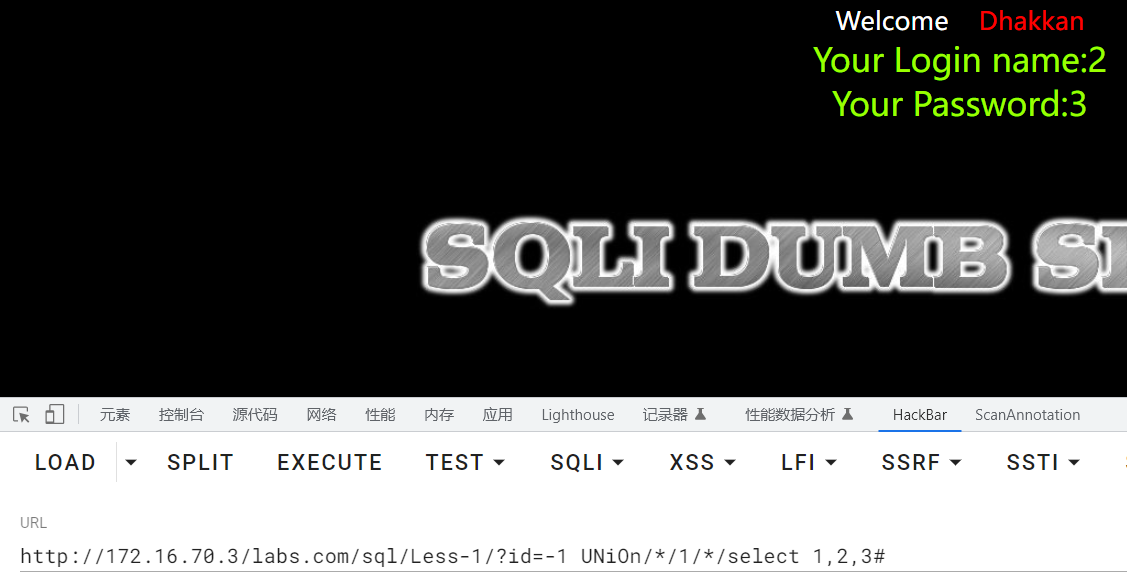 Welcome Dhakkan
Your Login name:2
Your Password:3
SQLI DUMB
元素 控制台 源代码 网络 性能 内存 应用 Lighthouse 记录器 性能数据分析 HackBar ScanAnnotation
LOAD SPLIT EXECUTE TEST SQLI XSS LFI SSRF SSTI
URL
http://172.16.70.3/labs.com/sql/Less-1/?id=-1 UNiOn/*/1/*/select 1,2,3#